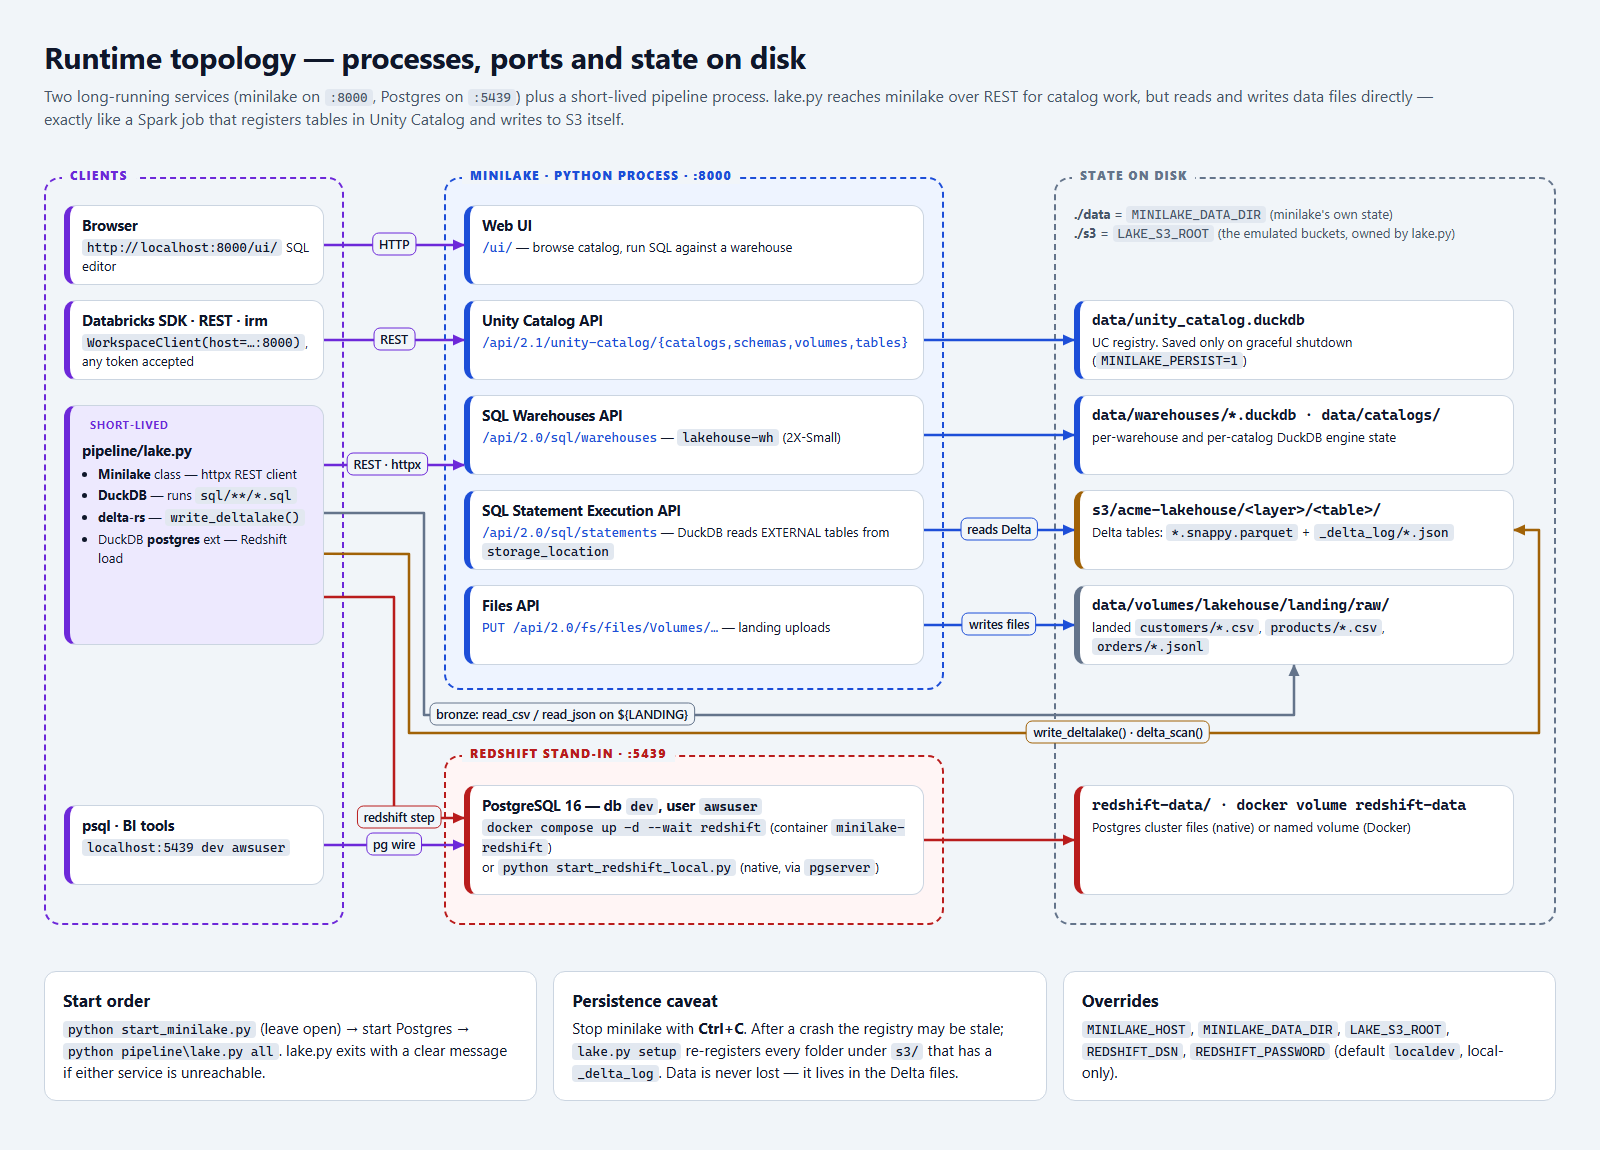 Runtime topology — processes, ports and state on disk
Two long-running services (minilake on :8000, Postgres on :5439) plus a short-lived pipeline process. lake.py reaches minilake over REST for catalog work, but reads and writes data files directly —
exactly like a Spark job that registers tables in Unity Catalog and writes to S3 itself.
CLIENTS
Browser
http://localhost:8000/ui/ SQL
editor
Databricks SDK · REST · irm
WorkspaceClient(host=…:8000),
any token accepted
SHORT-LIVED
pipeline/lake.py
• Minilake class — httpx REST client
• DuckDB — runs sql/**/*.sql
• delta-rs — write_deltalake()
• DuckDB postgres ext — Redshift
load
psql · BI tools
localhost:5439 dev awsuser
HTTP
REST
REST · httpx
redshift step
pg wire
MINILAKE · PYTHON PROCESS · :8000
Web UI
/ui/ — browse catalog, run SQL against a warehouse
Unity Catalog API
/api/2.1/unity-catalog/{catalogs,schemas,volumes,tables}
SQL Warehouses API
/api/2.0/sql/warehouses — lakehouse-wh (2X-Small)
SQL Statement Execution API
/api/2.0/sql/statements — DuckDB reads EXTERNAL tables from
storage_location
Files API
PUT /api/2.0/fs/files/Volumes/… — landing uploads
reads Delta
writes files
bronze: read_csv / read_json on ${LANDING}
write_deltalake() · delta_scan()
REDSHIFT STAND-IN · :5439
PostgreSQL 16 — db dev, user awsuser
docker compose up -d --wait redshift (container minilake-
redshift)
or python start_redshift_local.py (native, via pgserver)
STATE ON DISK
./data = MINILAKE_DATA_DIR (minilake's own state)
./s3 = LAKE_S3_ROOT (the emulated buckets, owned by lake.py)
data/unity_catalog.duckdb
UC registry. Saved only on graceful shutdown
(MINILAKE_PERSIST=1)
data/warehouses/*.duckdb · data/catalogs/
per-warehouse and per-catalog DuckDB engine state
s3/acme-lakehouse/<layer>/<table>/
Delta tables: *.snappy.parquet + _delta_log/*.json
data/volumes/lakehouse/landing/raw/
landed customers/*.csv, products/*.csv,
orders/*.jsonl
redshift-data/ · docker volume redshift-data
Postgres cluster files (native) or named volume (Docker)
Start order
python start_minilake.py (leave open) → start Postgres →
python pipeline\lake.py all. lake.py exits with a clear message
if either service is unreachable.
Persistence caveat
Stop minilake with Ctrl+C. After a crash the registry may be stale;
lake.py setup re-registers every folder under s3/ that has a
_delta_log. Data is never lost — it lives in the Delta files.
Overrides
MINILAKE_HOST, MINILAKE_DATA_DIR, LAKE_S3_ROOT,
REDSHIFT_DSN, REDSHIFT_PASSWORD (default localdev, local-
only).